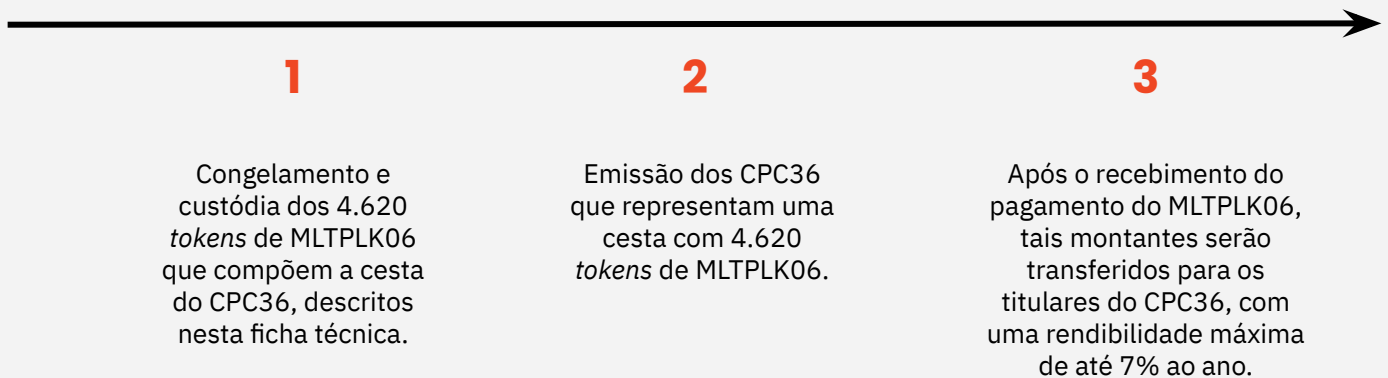 1
Congelamento e
custódia dos 4.620
tokens de MLTPLK06
que compõem a cesta
do CPC36, descritos
nesta ficha técnica.
2
Emissão dos CPC36
que representam uma
cesta com 4.620
tokens de MLTPLK06.
3
Após o recebimento do
pagamento do MLTPLK06,
tais montantes serão
transferidos para os
titulares do CPC36, com
uma rendibilidade máxima
de até 7% ao ano.